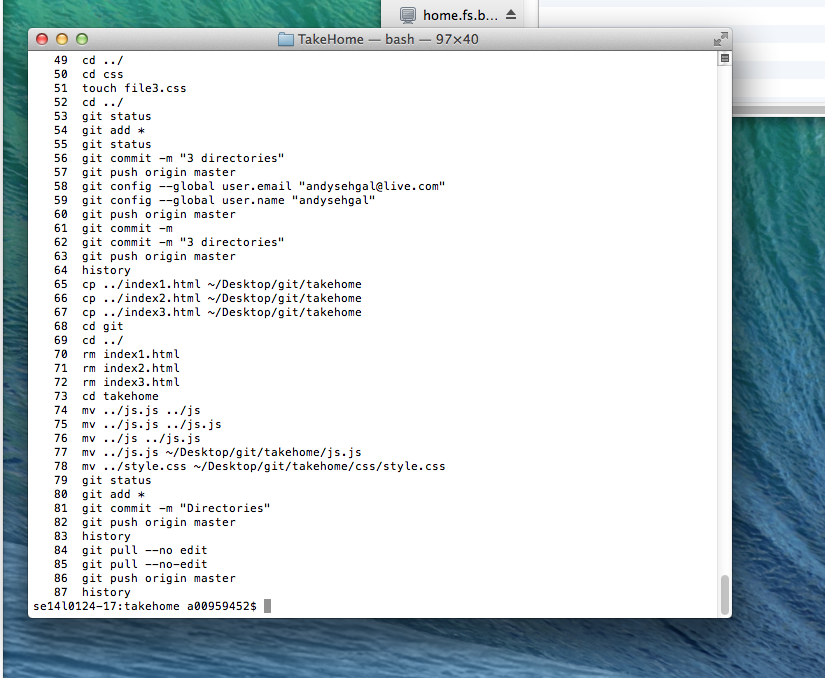 home.fs.b...
TakeHome — bash — 97×40
49 cd ../
50 cd css
51 touch file3.css
52 cd ../
53 git status
54 git add *
55 git status
56 git commit -m "3 directories"
57 git push origin master
58 git config --global user.email "andysehgal@live.com"
59 git config --global user.name "andysehgal"
60 git push origin master
61 git commit -m
62 git commit -m "3 directories"
63 git push origin master
64 history
65 cp ../index1.html ~/Desktop/git/takehome
66 cp ../index2.html ~/Desktop/git/takehome
67 cp ../index3.html ~/Desktop/git/takehome
68 cd git
69 cd ../
70 rm index1.html
71 rm index2.html
72 rm index3.html
73 cd takehome
74 mv ../js.js ../js
75 mv ../js.js ../js.js
76 mv ../js ../js.js
77 mv ../js.js ~/Desktop/git/takehome/js.js
78 mv ../style.css ~/Desktop/git/takehome/css/style.css
79 git status
80 git add *
81 git commit -m "Directories"
82 git push origin master
83 history
84 git pull --no edit
85 git pull --no-edit
86 git push origin master
87 history
se14l0124-17:takehome a00959452$